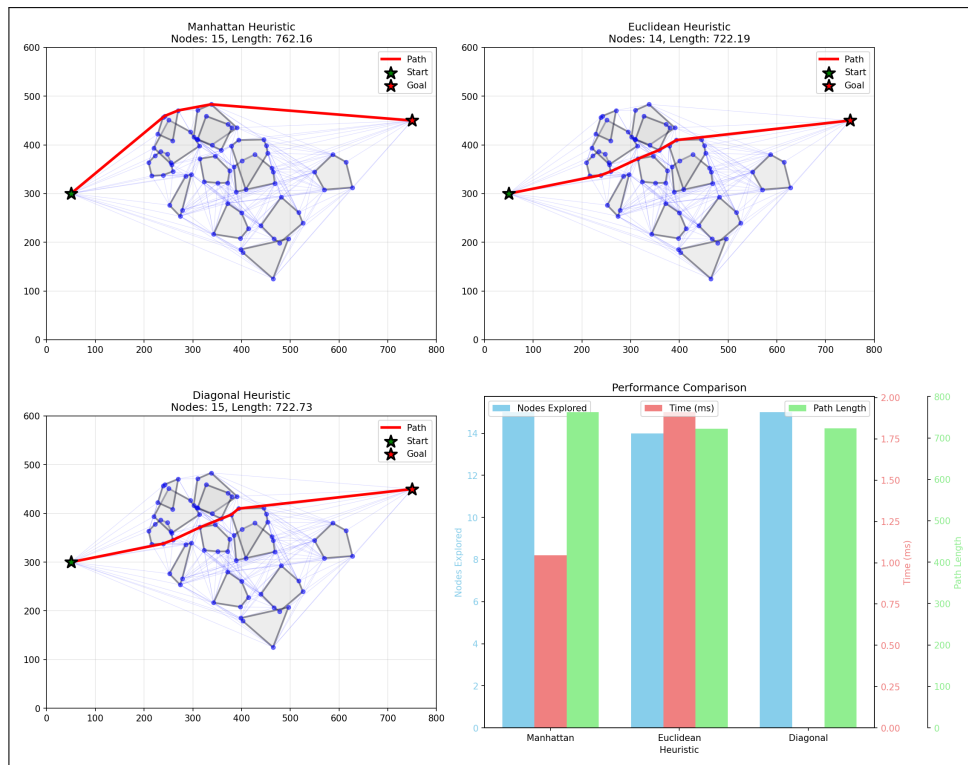 Manhattan Heuristic
Nodes: 15, Length: 762.16
600
500
400
300
200
100
0
0 100 200 300 400 500 600 700 800
Path
Start
Goal
Euclidean Heuristic
Nodes: 14, Length: 722.19
600
500
400
300
200
100
0
0 100 200 300 400 500 600 700 800
Path
Start
Goal
Diagonal Heuristic
Nodes: 15, Length: 722.73
600
500
400
300
200
100
0
0 100 200 300 400 500 600 700 800
Path
Start
Goal
Performance Comparison
Nodes Explored
Time (ms)
Path Length
14
12
10
8
6
4
2
0
Nodes Explored
2.00
1.75
1.50
1.25
1.00
0.75
0.50
0.25
0.00
Time (ms)
800
700
600
500
400
300
200
100
0
Path Length
Manhattan Euclidean Diagonal
Heuristic